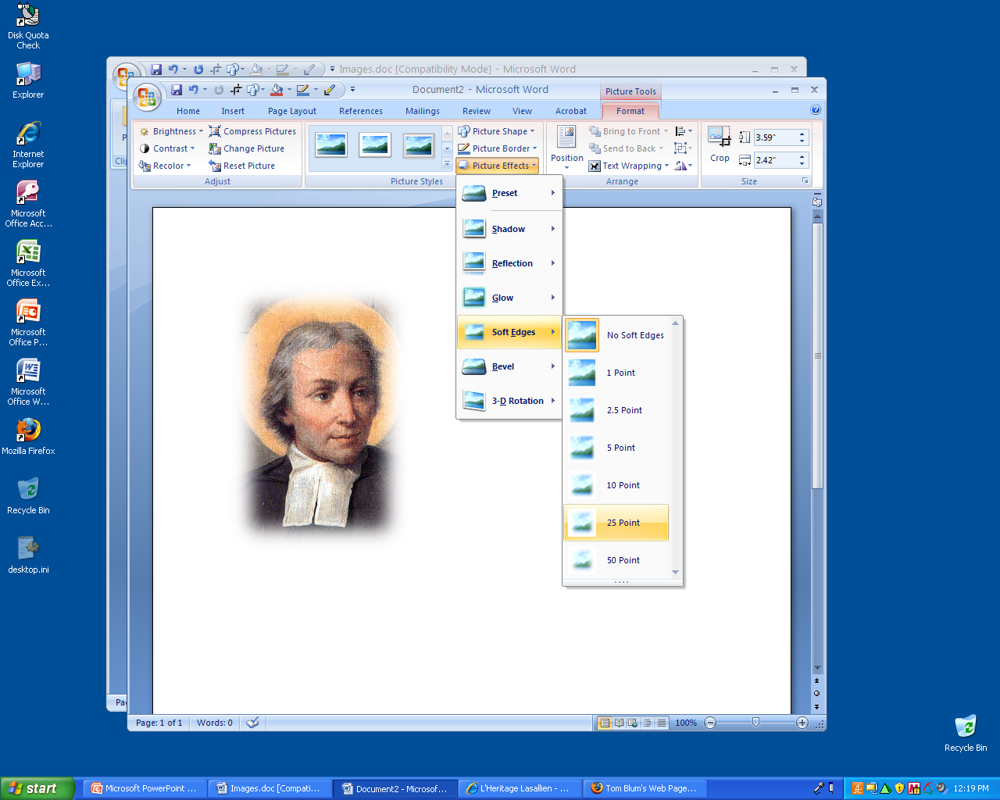 Disk Quota
Check
Explorer
Internet
Explorer
Microsoft
Office Acc...
Microsoft
Office Ex...
Microsoft
Office P...
Microsoft
Office W...
Mozilla Firefox
Recycle Bin
desktop.ini
Images.doc [Compatibility Mode] - Microsoft Word
Document2 - Microsoft Word
Picture Tools
Home Insert Page Layout References Mailings Review View Acrobat Format
Brightness
Contrast
Recolor
Compress Pictures
Change Picture
Reset Picture
Adjust
Picture Shape
Picture Border
Picture Effects
Picture Styles
Position
Bring to Front
Send to Back
Text Wrapping
Arrange
Crop
3.59"
2.42"
Size
Preset
Shadow
Reflection
Glow
Soft Edges
Bevel
3-D Rotation
No Soft Edges
1 Point
2.5 Point
5 Point
10 Point
25 Point
50 Point
Page: 1 of 1 Words: 0 100%
Recycle Bin
start Microsoft PowerPoint ... Images.doc [Compati... Document2 - Microsof... L'Heritage Lasallien - ... Tom Blum's Web Page... 12:19 PM